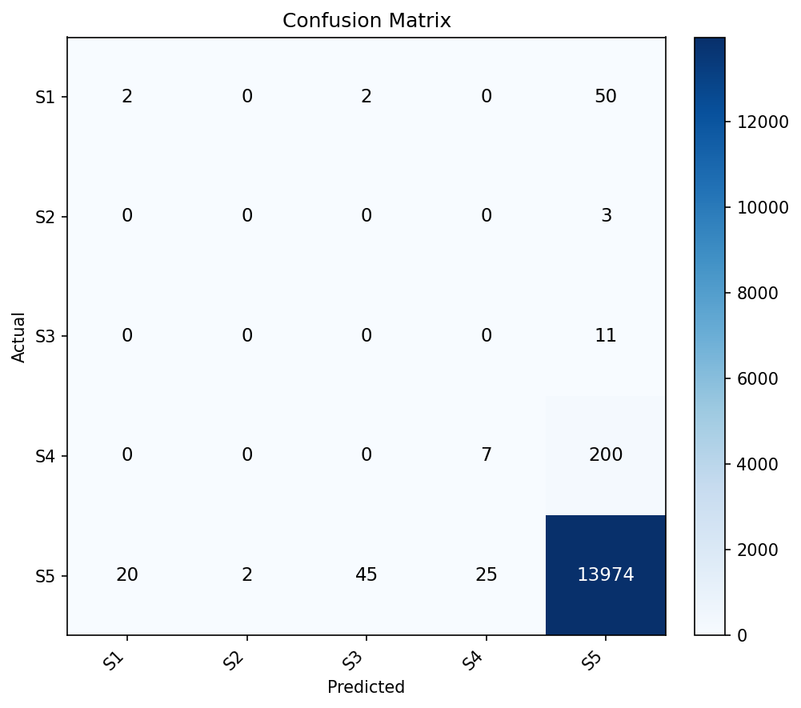 Confusion Matrix
S1 2 0 2 0 50
S2 0 0 0 0 3
S3 0 0 0 0 11
S4 0 0 0 7 200
S5 20 2 45 25 13974
S1 S2 S3 S4 S5
Predicted
Actual
12000
10000
8000
6000
4000
2000
0